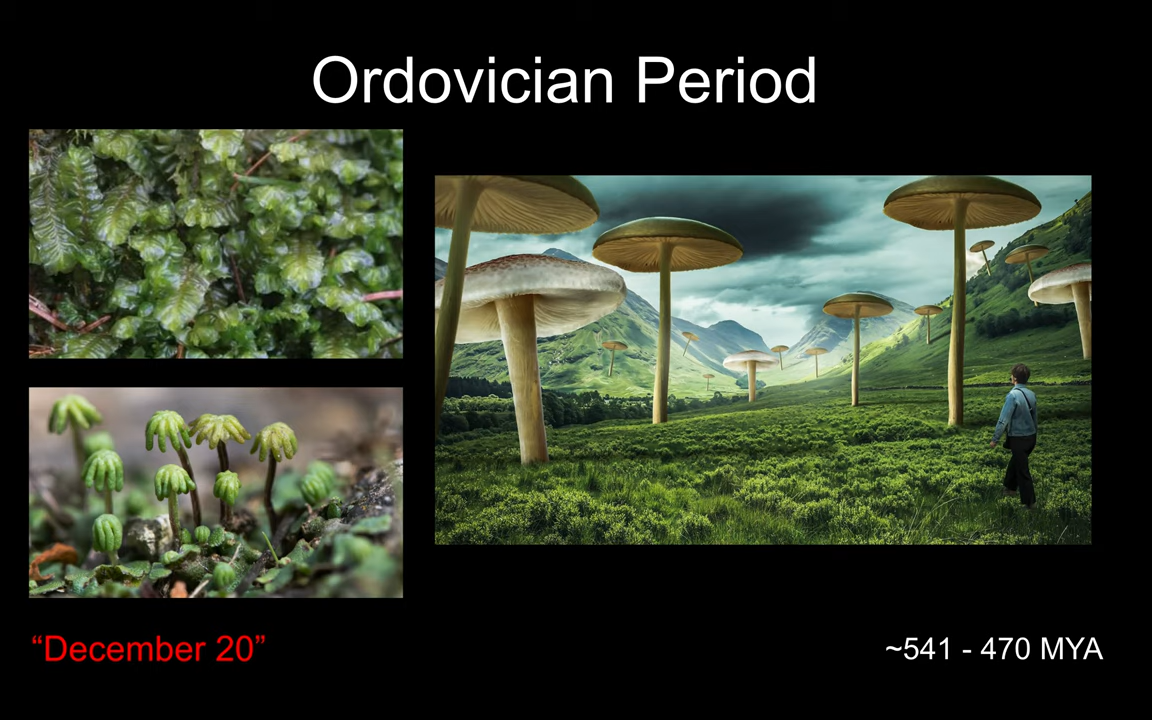 Ordovician Period
“December 20”
~541 - 470 MYA